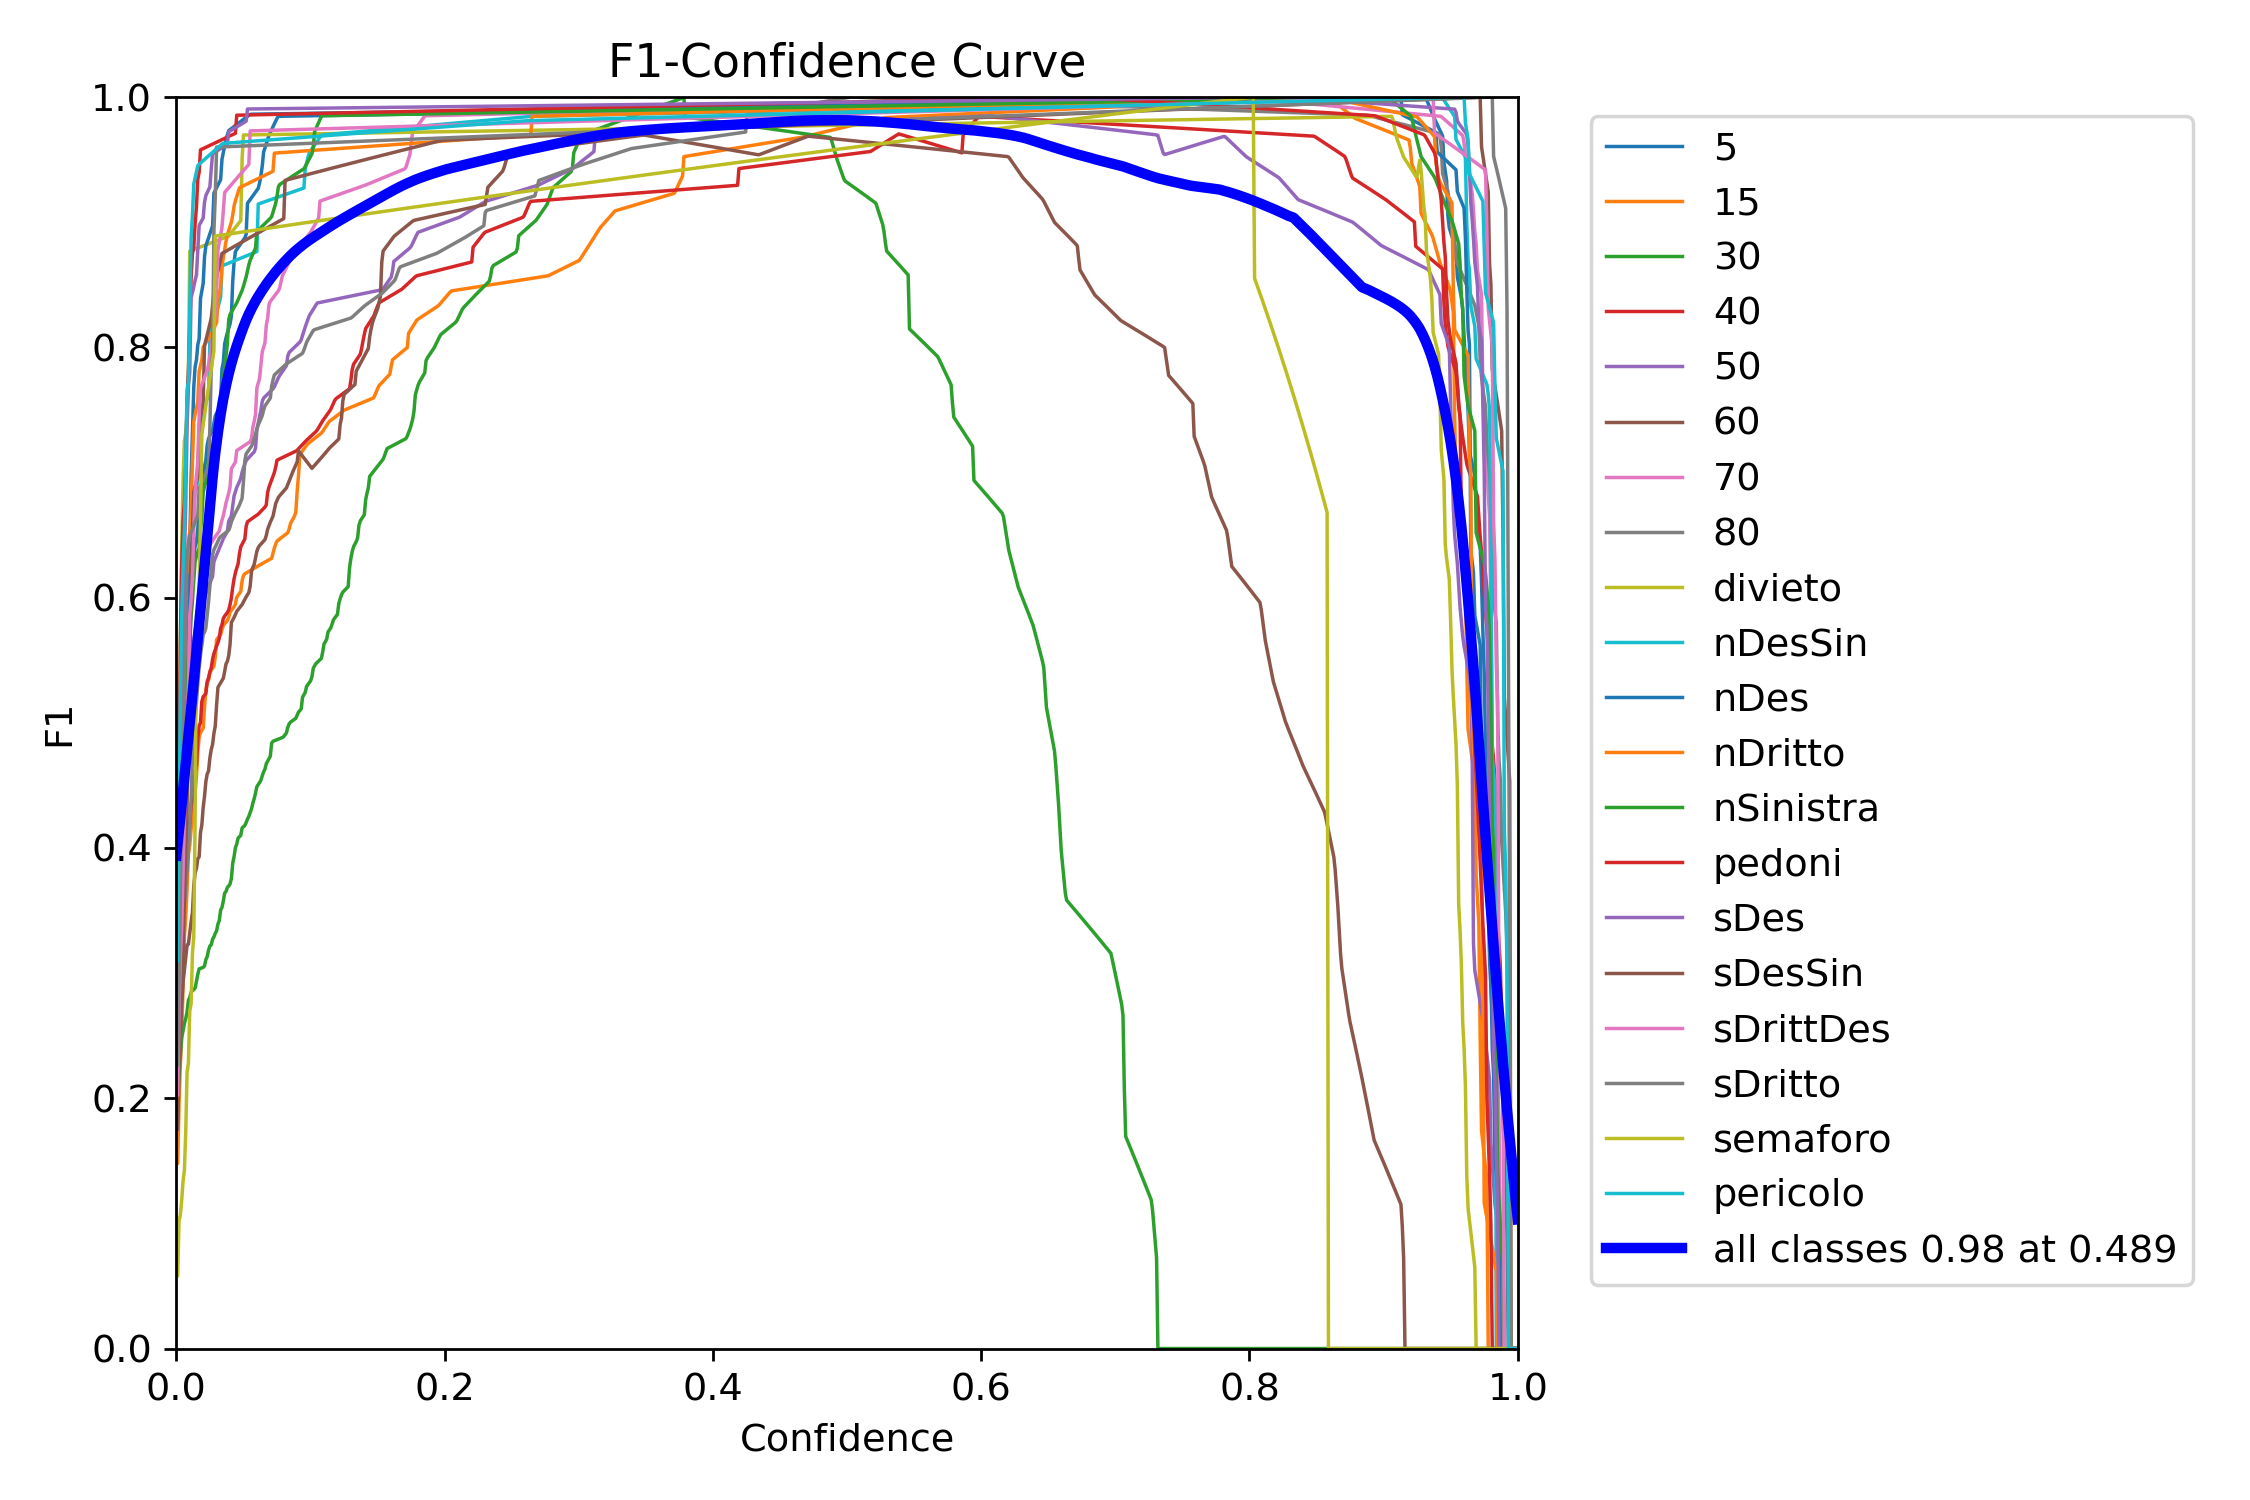 F1-Confidence Curve
1.0
0.8
0.6
0.4
0.2
0.0
F1
0.0 0.2 0.4 0.6 0.8 1.0
Confidence
5
15
30
40
50
60
70
80
divieto
nDesSin
nDes
nDritto
nSinistra
pedoni
sDes
sDesSin
sDrittDes
sDritto
semaforo
pericolo
all classes 0.98 at 0.489